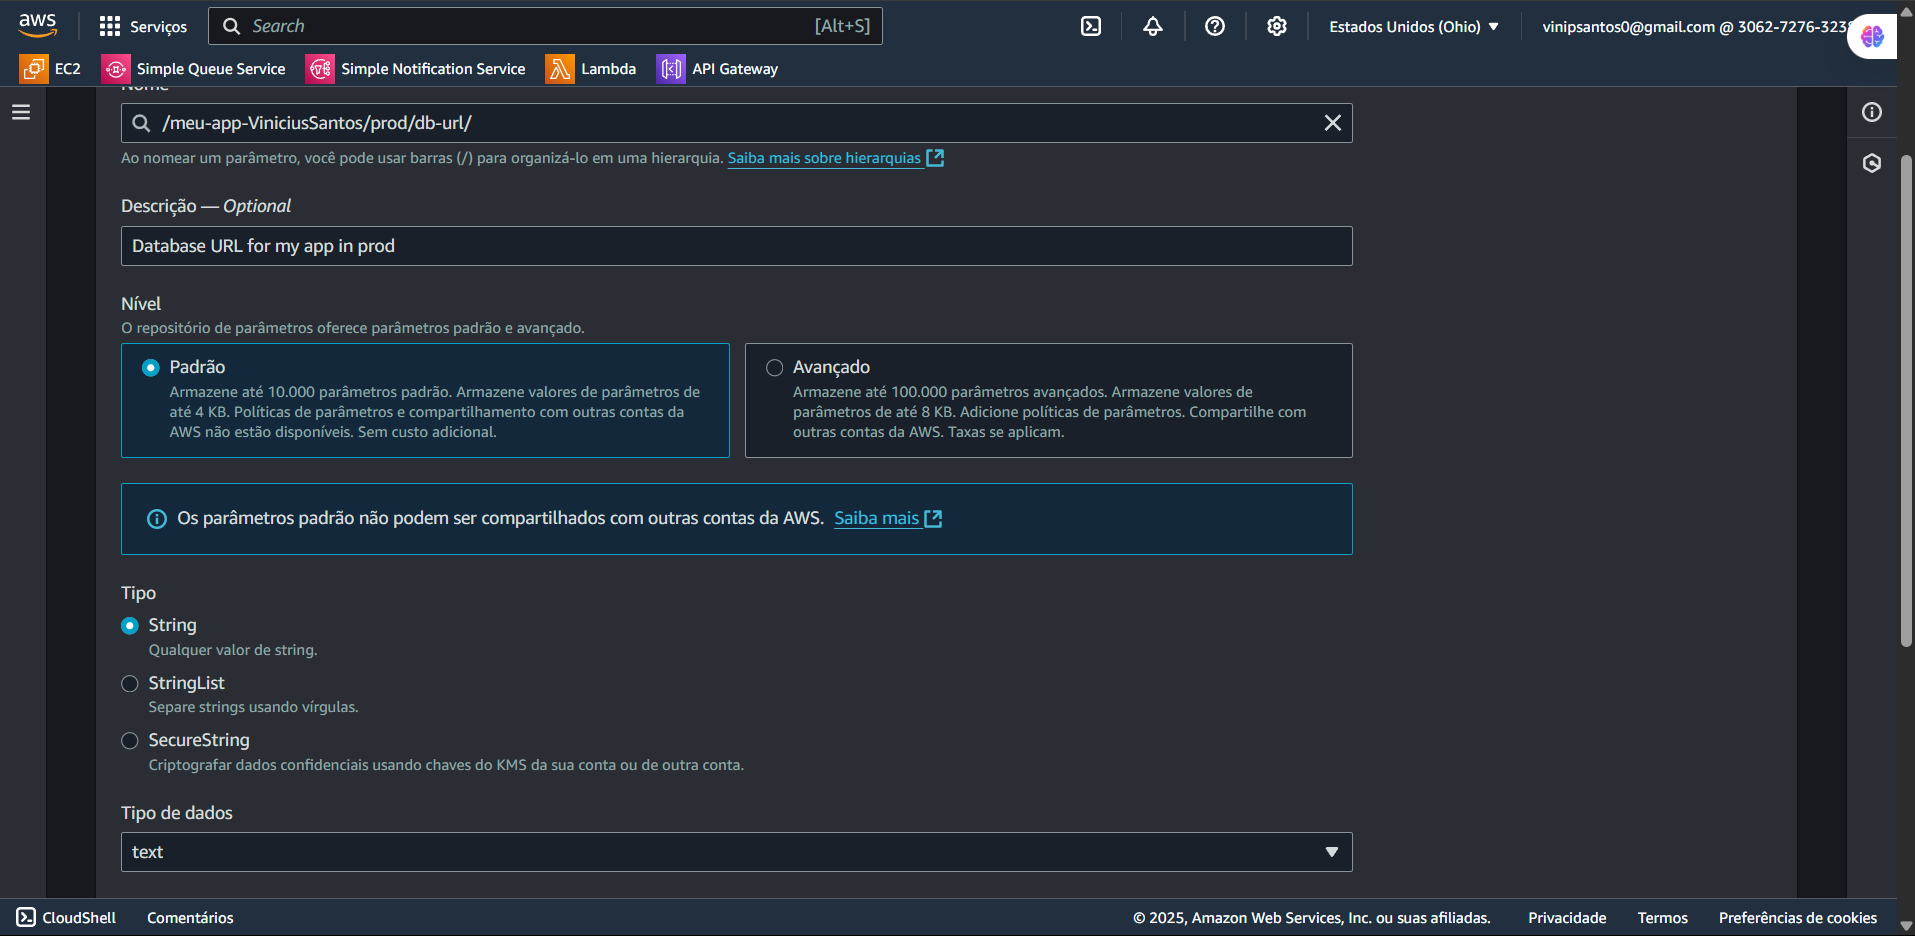 aws
Serviços
Search
[Alt+S]
Estados Unidos (Ohio)
vinipsantos0@gmail.com @ 3062-7276-323
EC2
Simple Queue Service
Simple Notification Service
Lambda
API Gateway
Nome
/meu-app-ViniciusSantos/prod/db-url/
Ao nomear um parâmetro, você pode usar barras (/) para organizá-lo em uma hierarquia. Saiba mais sobre hierarquias
Descrição — Optional
Database URL for my app in prod
Nível
O repositório de parâmetros oferece parâmetros padrão e avançado.
Padrão
Armazene até 10.000 parâmetros padrão. Armazene valores de parâmetros de
até 4 KB. Políticas de parâmetros e compartilhamento com outras contas da
AWS não estão disponíveis. Sem custo adicional.
Avançado
Armazene até 100.000 parâmetros avançados. Armazene valores de
parâmetros de até 8 KB. Adicione políticas de parâmetros. Compartilhe com
outras contas da AWS. Taxas se aplicam.
Os parâmetros padrão não podem ser compartilhados com outras contas da AWS. Saiba mais
Tipo
String
Qualquer valor de string.
StringList
Separe strings usando vírgulas.
SecureString
Criptografar dados confidenciais usando chaves do KMS da sua conta ou de outra conta.
Tipo de dados
text
CloudShell
Comentários
© 2025, Amazon Web Services, Inc. ou suas afiliadas.
Privacidade
Termos
Preferências de cookies